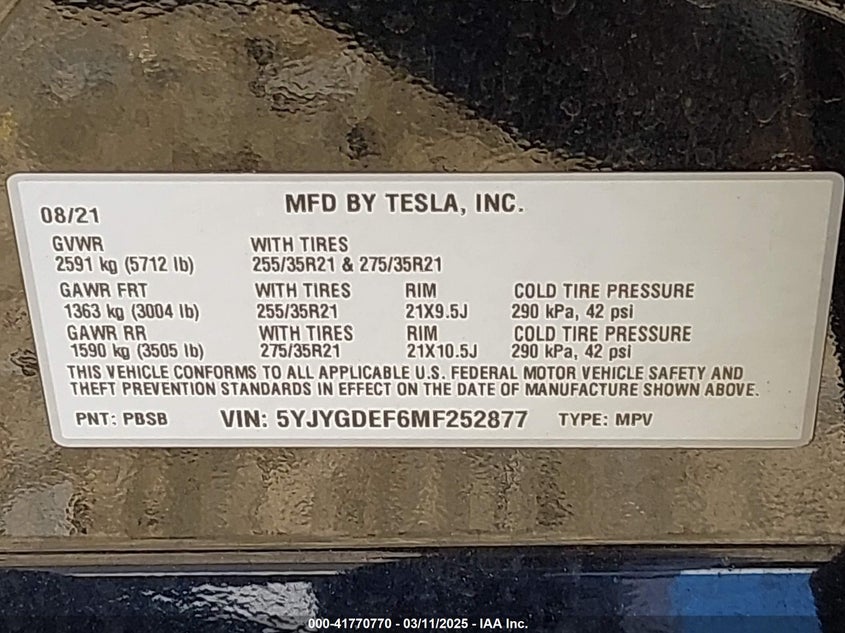 MFD BY TESLA, INC.
08/21
GVWR WITH TIRES
2591 kg (5712 lb) 255/35R21 & 275/35R21
GAWR FRT WITH TIRES RIM COLD TIRE PRESSURE
1363 kg (3004 lb) 255/35R21 21X9.5J 290 kPa, 42 psi
GAWR RR WITH TIRES RIM COLD TIRE PRESSURE
1590 kg (3505 lb) 275/35R21 21X10.5J 290 kPa, 42 psi
THIS VEHICLE CONFORMS TO ALL APPLICABLE U.S. FEDERAL MOTOR VEHICLE SAFETY AND
THEFT PREVENTION STANDARDS IN EFFECT ON THE DATE OF MANUFACTURE SHOWN ABOVE.
PNT: PBSB VIN: 5YJYGDEF6MF252877 TYPE: MPV
000-41770770 - 03/11/2025 - IAA Inc.